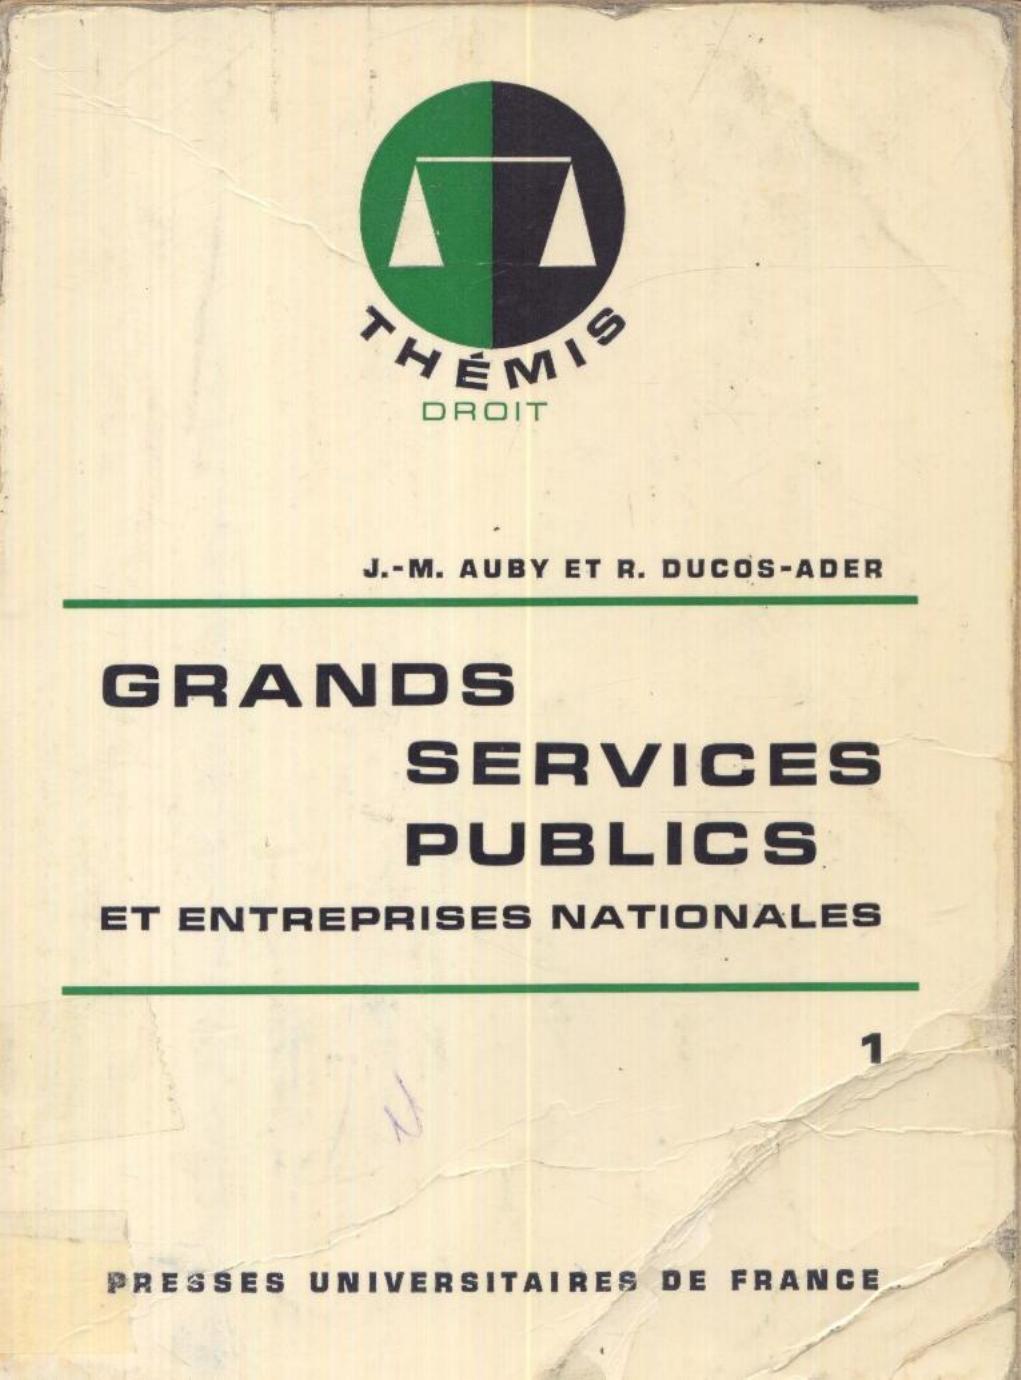 THÉMIS
DROIT
J.-M. AUBY ET R. DUCOS-ADER
GRANDS
SERVICES
PUBLICS
ET ENTREPRISES NATIONALES
1
PRESSES UNIVERSITAIRES DE FRANCE